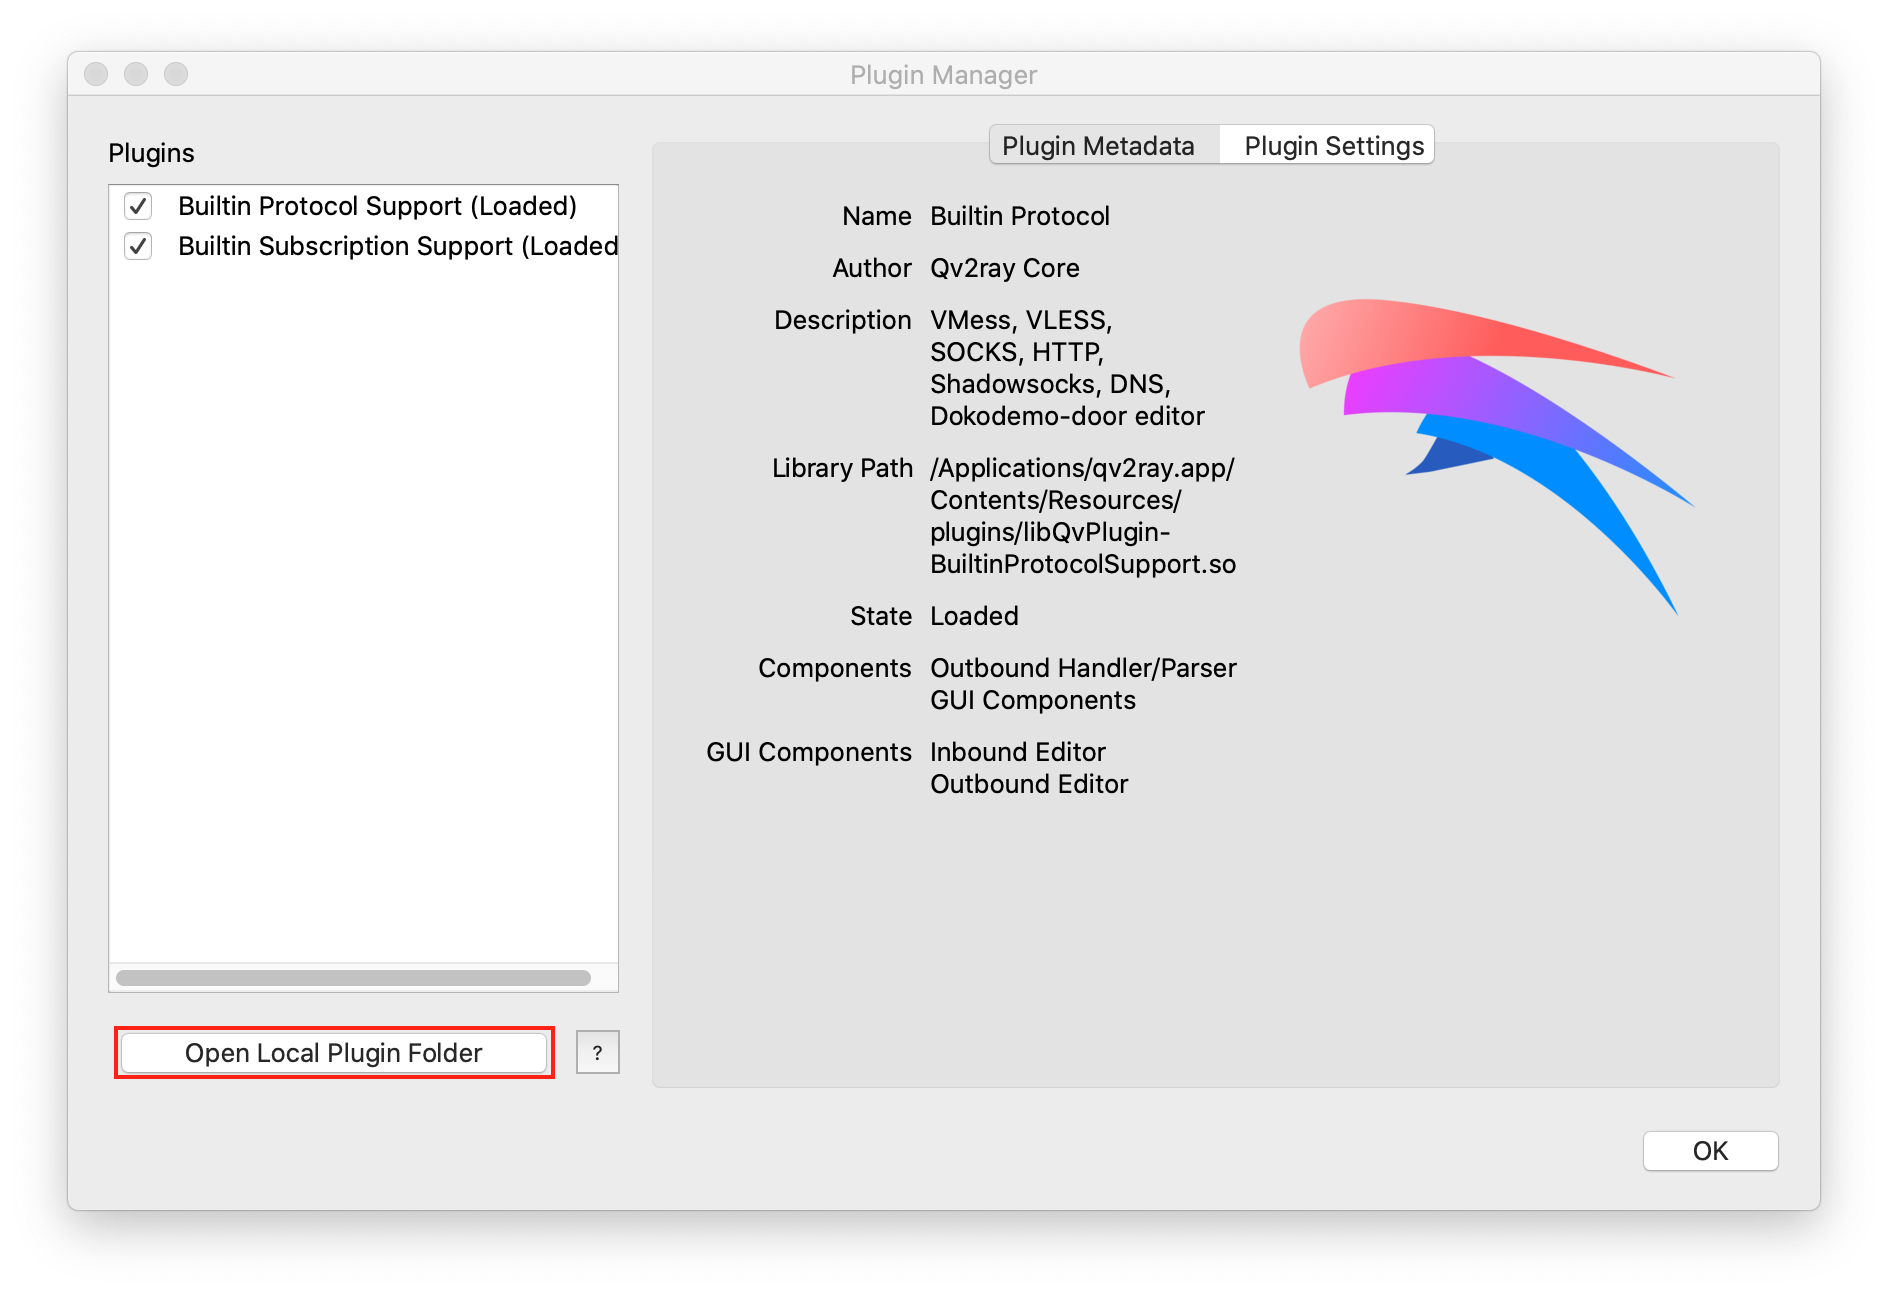 Plugin Manager
Plugins
Builtin Protocol Support (Loaded)
Builtin Subscription Support (Loaded
Open Local Plugin Folder
?
Plugin Metadata
Plugin Settings
Name Builtin Protocol
Author Qv2ray Core
Description VMess, VLESS,
SOCKS, HTTP,
Shadowsocks, DNS,
Dokodemo-door editor
Library Path /Applications/qv2ray.app/
Contents/Resources/
plugins/libQvPlugin-
BuiltinProtocolSupport.so
State Loaded
Components Outbound Handler/Parser
GUI Components
GUI Components Inbound Editor
Outbound Editor
OK